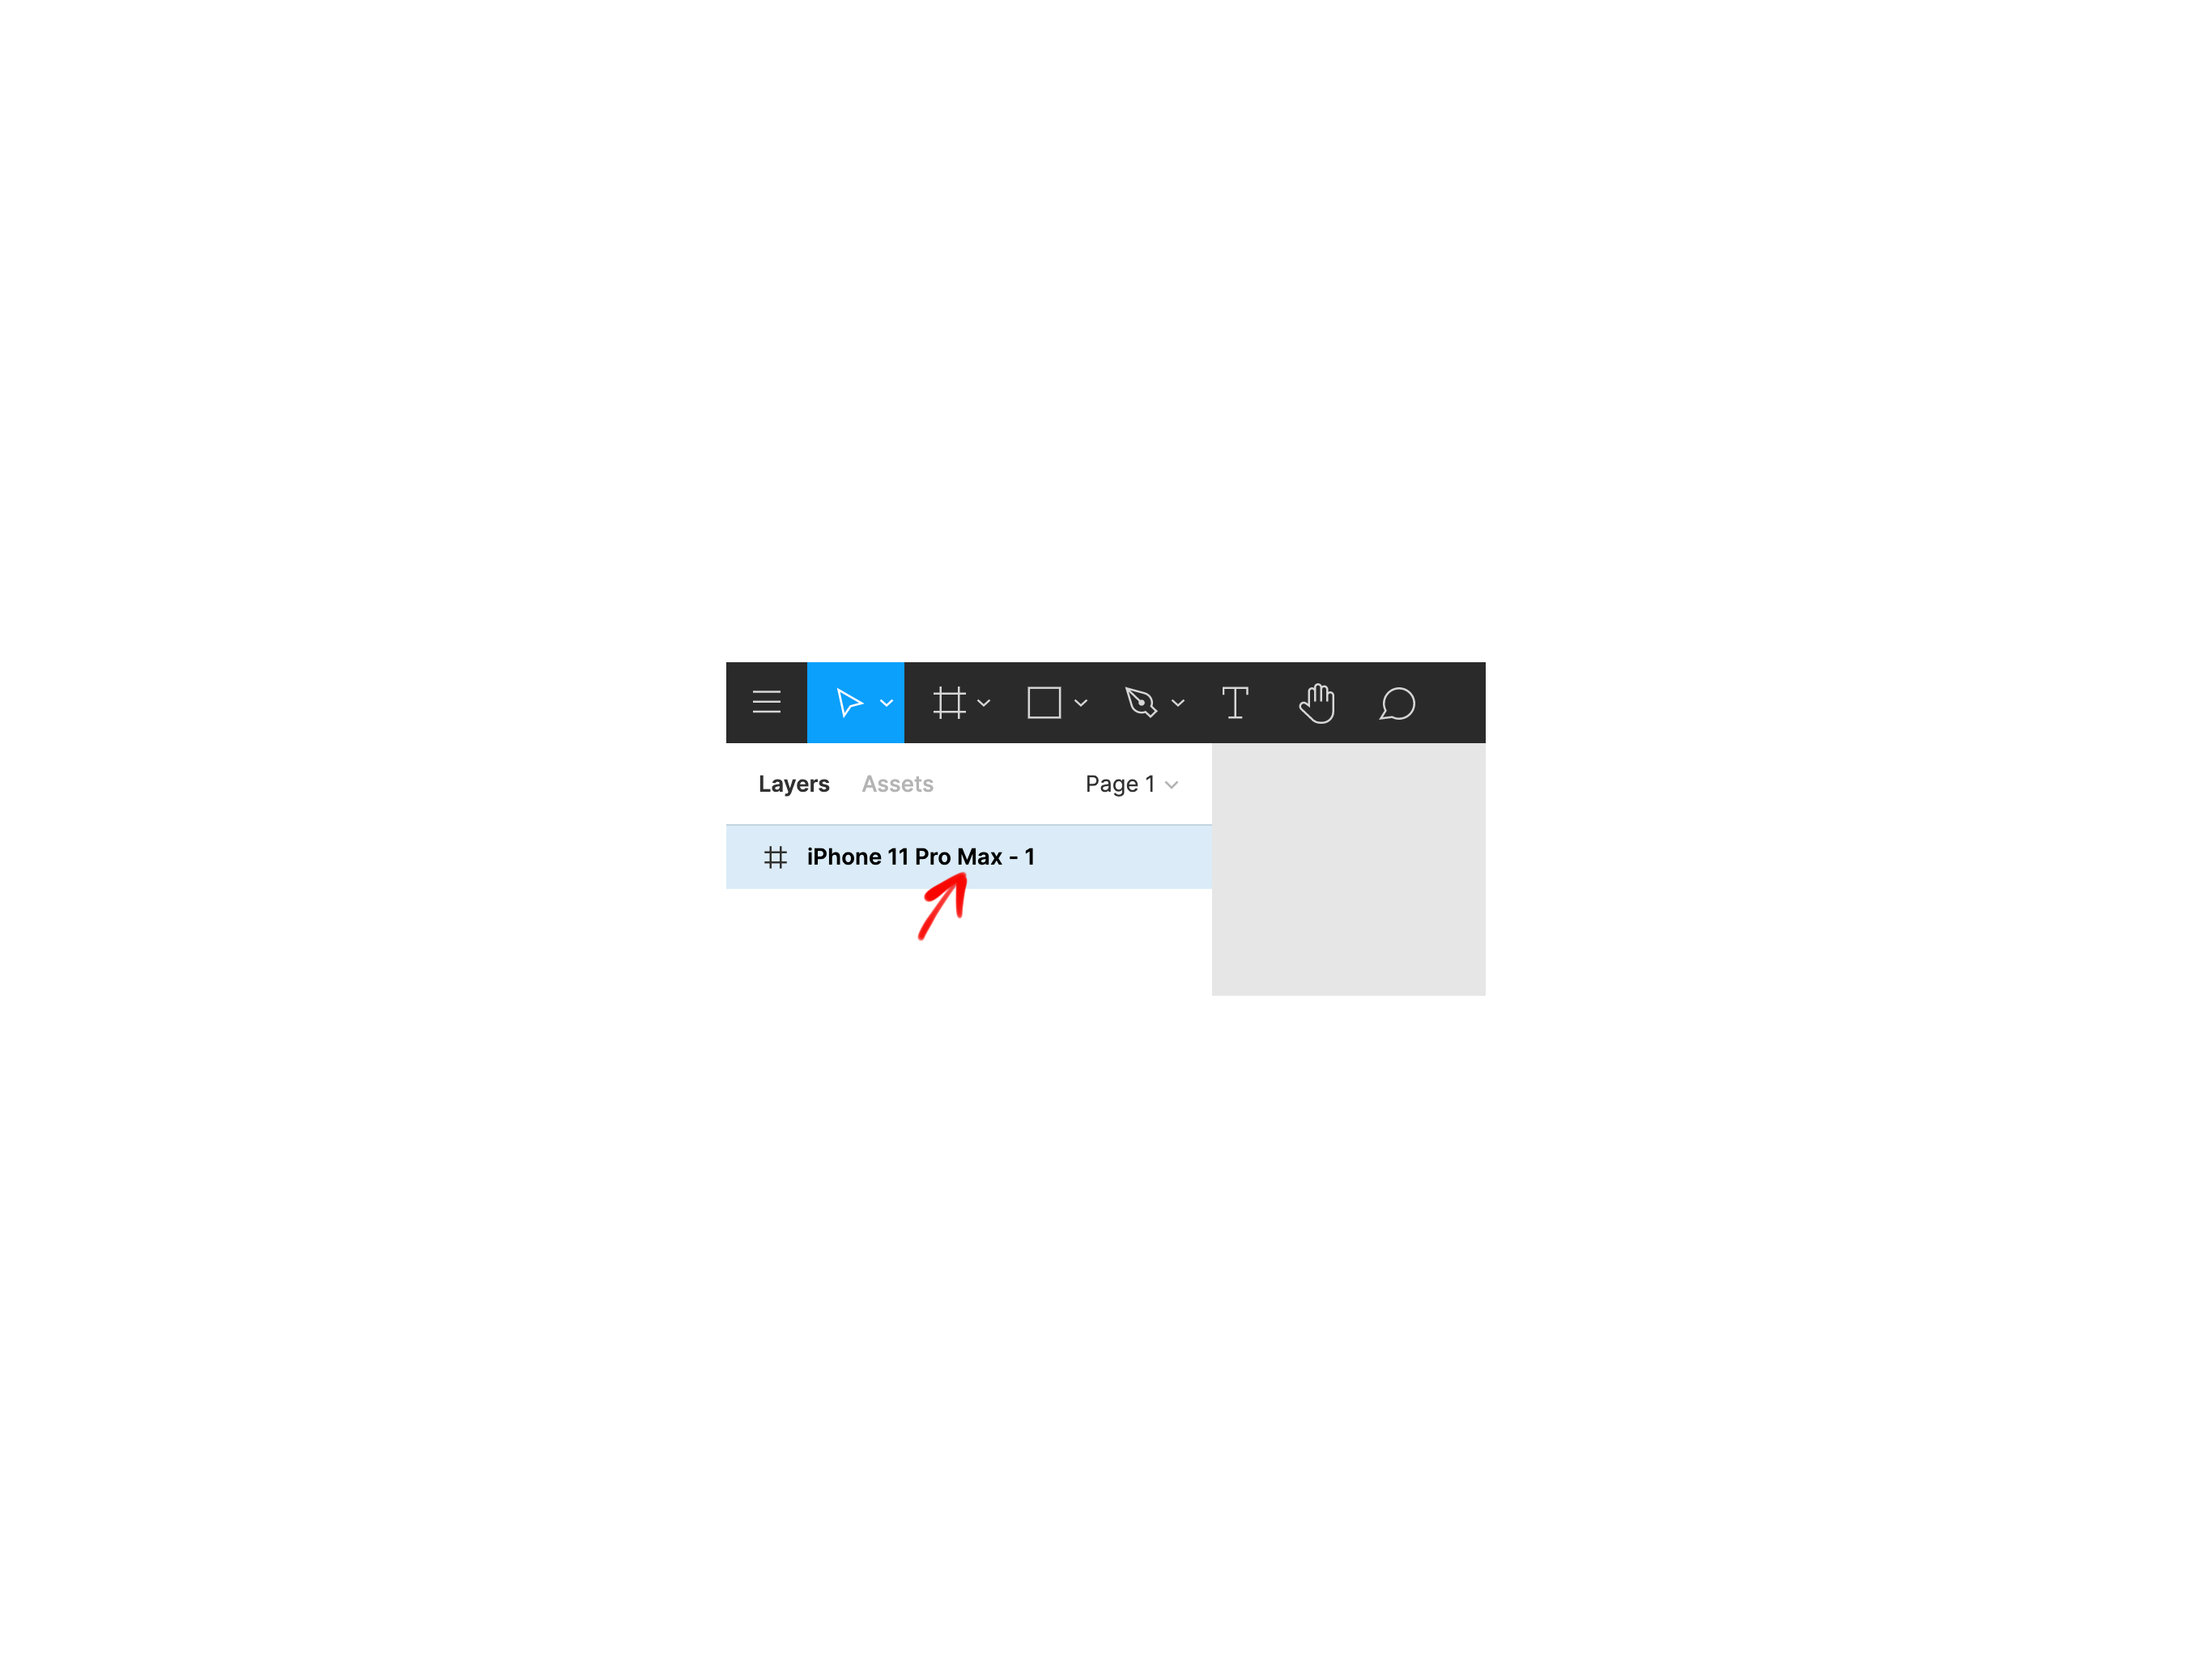 Layers Assets Page 1
iPhone 11 Pro Max - 1